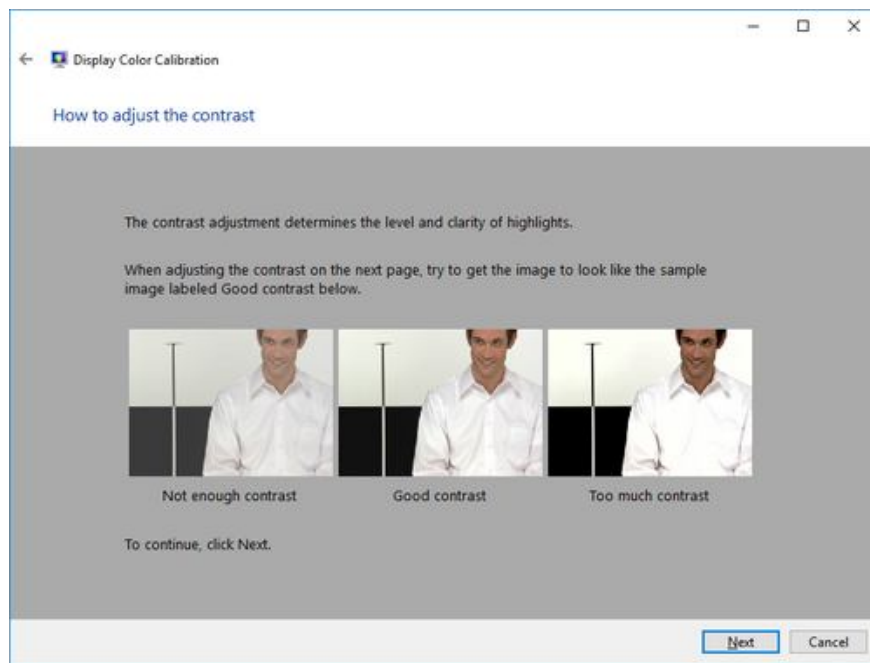 Display Color Calibration
How to adjust the contrast
The contrast adjustment determines the level and clarity of highlights.
When adjusting the contrast on the next page, try to get the image to look like the sample
image labeled Good contrast below.
Not enough contrast
Good contrast
Too much contrast
To continue, click Next.
Next
Cancel